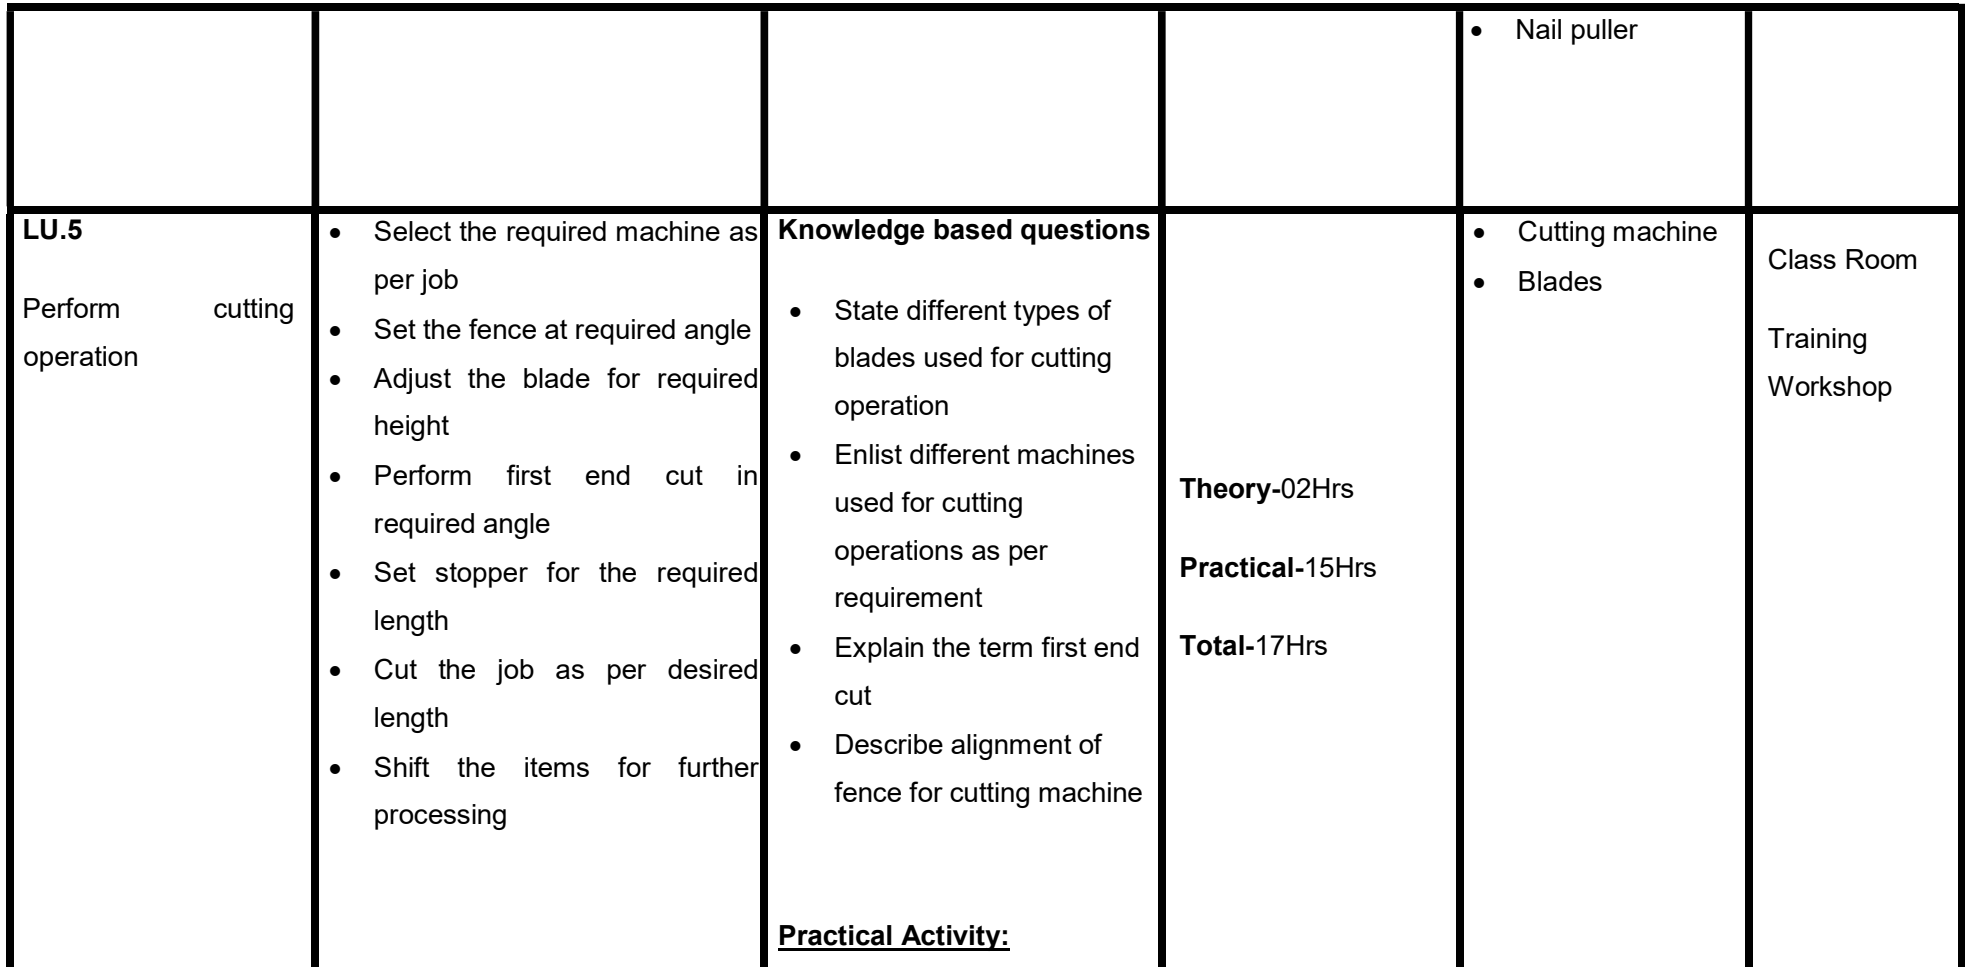 • Nail puller
LU.5
Perform cutting
operation
• Select the required machine as
per job
• Set the fence at required angle
• Adjust the blade for required
height
• Perform first end cut in
required angle
• Set stopper for the required
length
• Cut the job as per desired
length
• Shift the items for further
processing
Knowledge based questions
• State different types of
blades used for cutting
operation
• Enlist different machines
used for cutting
operations as per
requirement
• Explain the term first end
cut
• Describe alignment of
fence for cutting machine
Practical Activity:
Theory-02Hrs
Practical-15Hrs
Total-17Hrs
• Cutting machine
• Blades
Class Room
Training
Workshop